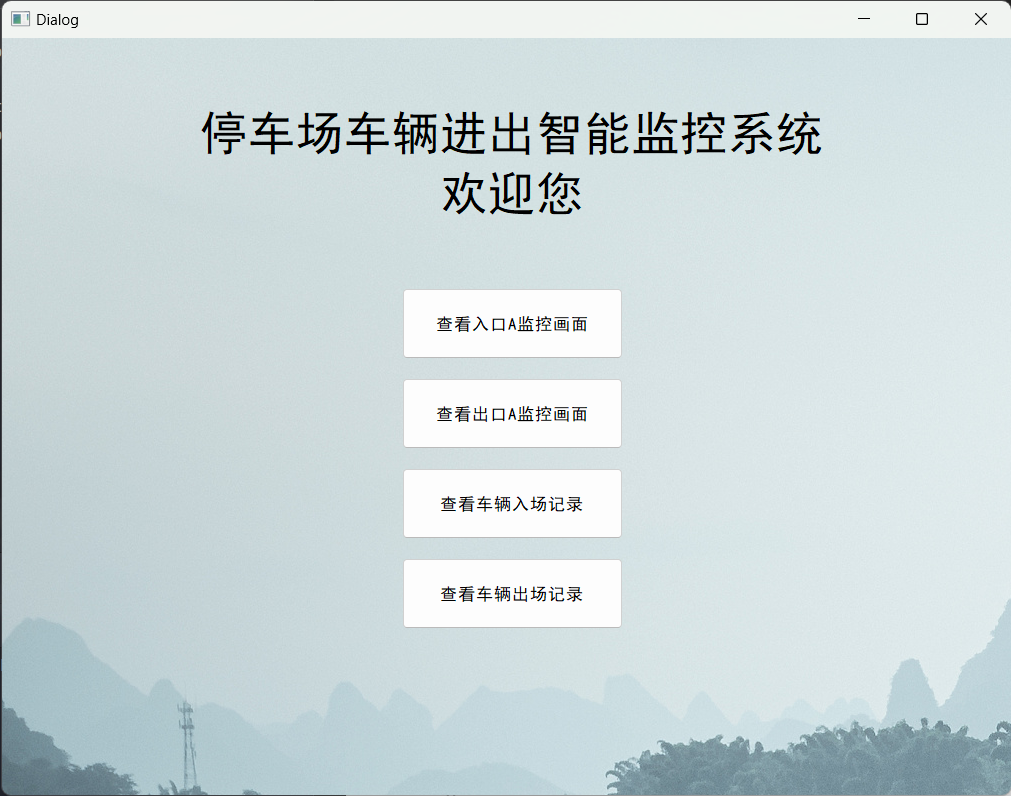 Dialog
停车场车辆进出智能监控系统
欢迎您
查看入口A监控画面
查看出口A监控画面
查看车辆入场记录
查看车辆出场记录